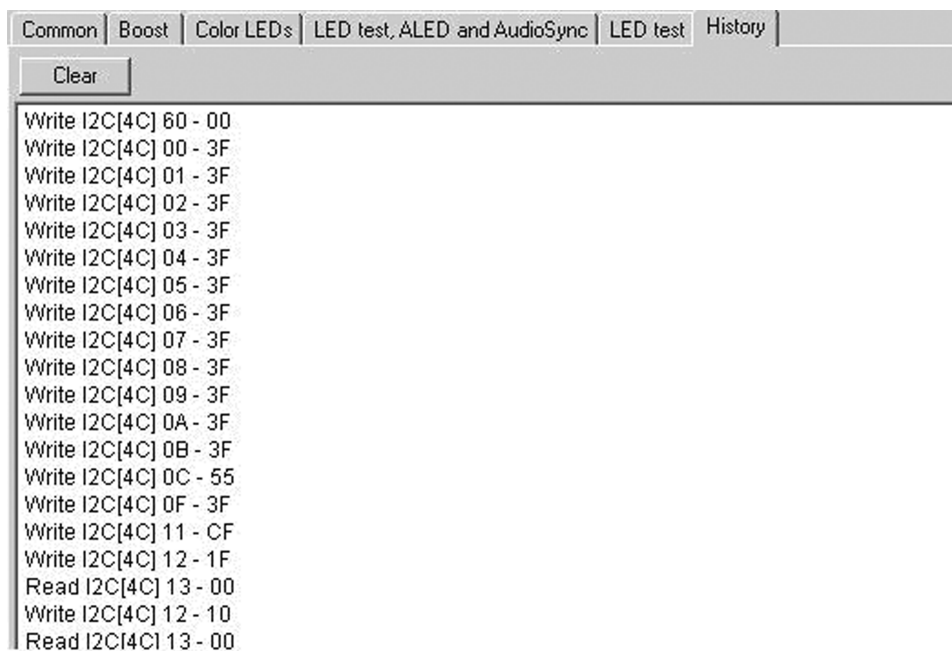 Common Boost Color LEDs LED test, ALED and AudioSync LED test History
Clear
Write I2C[4C] 60 - 00
Write I2C[4C] 00 - 3F
Write I2C[4C] 01 - 3F
Write I2C[4C] 02 - 3F
Write I2C[4C] 03 - 3F
Write I2C[4C] 04 - 3F
Write I2C[4C] 05 - 3F
Write I2C[4C] 06 - 3F
Write I2C[4C] 07 - 3F
Write I2C[4C] 08 - 3F
Write I2C[4C] 09 - 3F
Write I2C[4C] 0A - 3F
Write I2C[4C] 0B - 3F
Write I2C[4C] 0C - 55
Write I2C[4C] 0F - 3F
Write I2C[4C] 11 - CF
Write I2C[4C] 12 - 1F
Read I2C[4C] 13 - 00
Write I2C[4C] 12 - 10
Read I2C[4C] 13 - 00